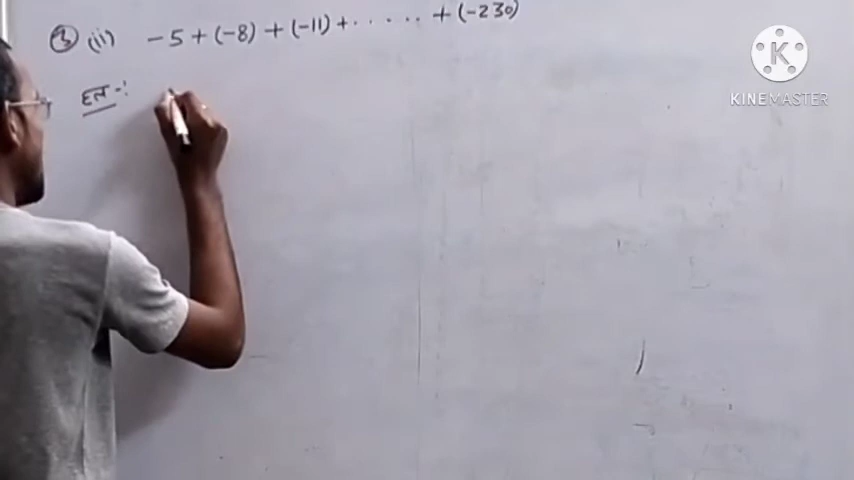 ③ (ii) -5 + (-8) + (-11) + ...... + (-230)
हल -:
K
KINEMASTER